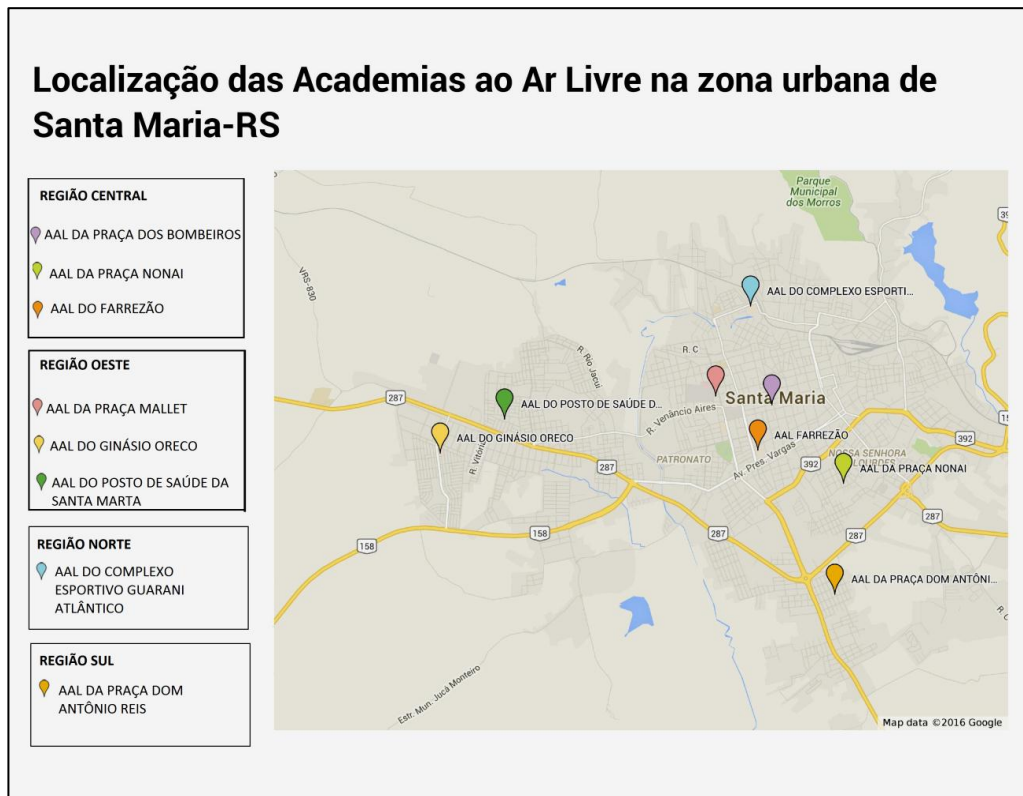 Localização das Academias ao Ar Livre na zona urbana de
Santa Maria-RS
REGIÃO CENTRAL
AAL DA PRAÇA DOS BOMBEIROS
AAL DA PRAÇA NONAI
AAL DO FARREZÃO
REGIÃO OESTE
AAL DA PRAÇA MALLET
AAL DO GINÁSIO ORECO
AAL DO POSTO DE SAÚDE DA
SANTA MARTA
REGIÃO NORTE
AAL DO COMPLEXO
ESPORTIVO GUARANI
ATLÂNTICO
REGIÃO SUL
AAL DA PRAÇA DOM
ANTÔNIO REIS
Parque
Municipal
dos Morros
VRS-830
AAL DO COMPLEXO ESPORTI...
R. C
R. Rio Jacuí
Santa Maria
287
AAL DO POSTO DE SAÚDE D...
R. Venâncio Aires
AAL DO GINÁSIO ORECO
AAL FARREZÃO
392
R. Vitória
287
PATRONATO
Av. Pres. Vargas
392
NOSSA SENHORA
LOURDES
AAL DA PRAÇA NONAI
287
158
158
287
287
AAL DA PRAÇA DOM ANTÔNI...
Estr. Mun. Jucá Monteiro
Map data ©2016 Google